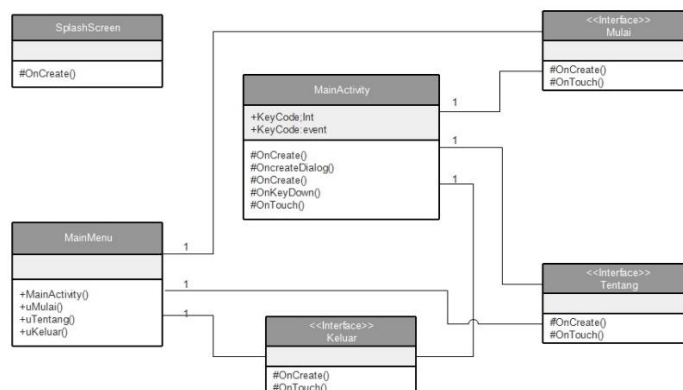 SplashScreen
#OnCreate()
<<Interface>>
Mulai
#OnCreate()
#OnTouch()
MainActivity
+KeyCode;Int
+KeyCode:event
#OnCreate()
#OncreateDialog()
#OnCreate()
#OnKeyDown()
#OnTouch()
1
1
1
MainMenu
+MainActivity()
+uMulai()
+uTentang()
+uKeluar()
1
1
1
<<Interface>>
Tentang
#OnCreate()
#OnTouch()
<<Interface>>
Keluar
#OnCreate()
#OnTouch()